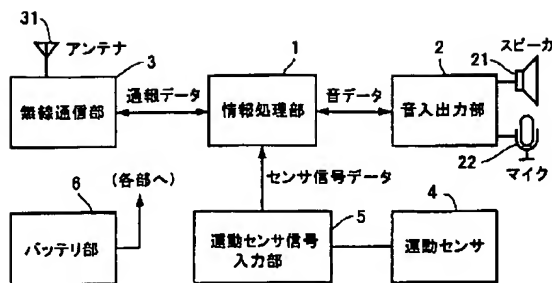 31
アンテナ
3
無線通信部
通報データ
1
情報処理部
音データ
2
音入出力部
21
スピーカ
22
マイク
センサ信号データ
(各部へ)
6
バッテリ部
5
運動センサ信号
入力部
4
運動センサ